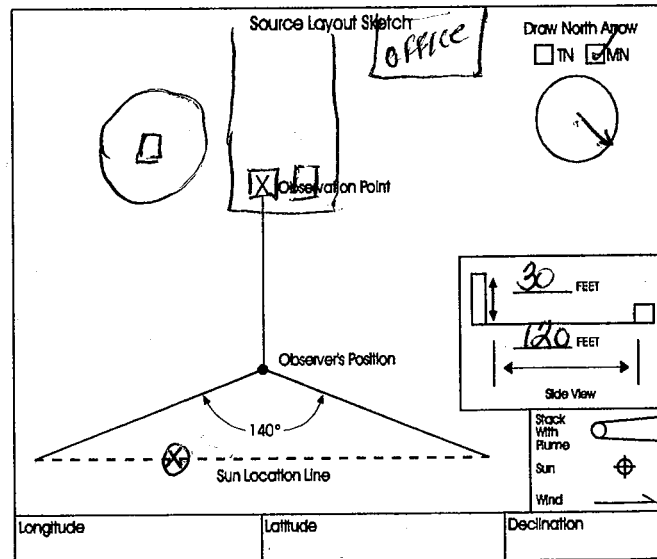 Source Layout Sketch
OFFICE
Draw North Arrow
TN MN
X Observation Point
30 FEET
120 FEET
Observer's Position
Side View
140°
Stack
With
Plume
X
Sun Location Line
Sun
Wind
Longitude Latitude Declination